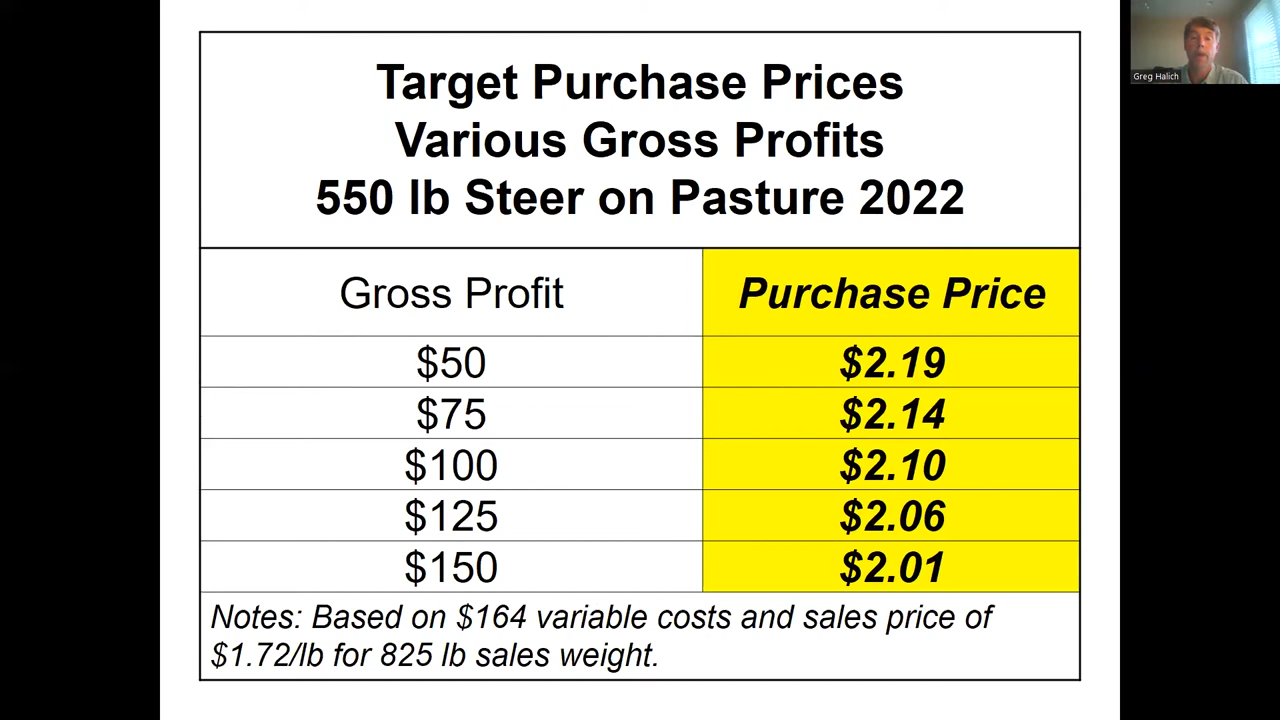 Target Purchase Prices
Various Gross Profits
550 lb Steer on Pasture 2022
Gross Profit Purchase Price
$50 $2.19
$75 $2.14
$100 $2.10
$125 $2.06
$150 $2.01
Notes: Based on $164 variable costs and sales price of
$1.72/lb for 825 lb sales weight.
Greg Halich